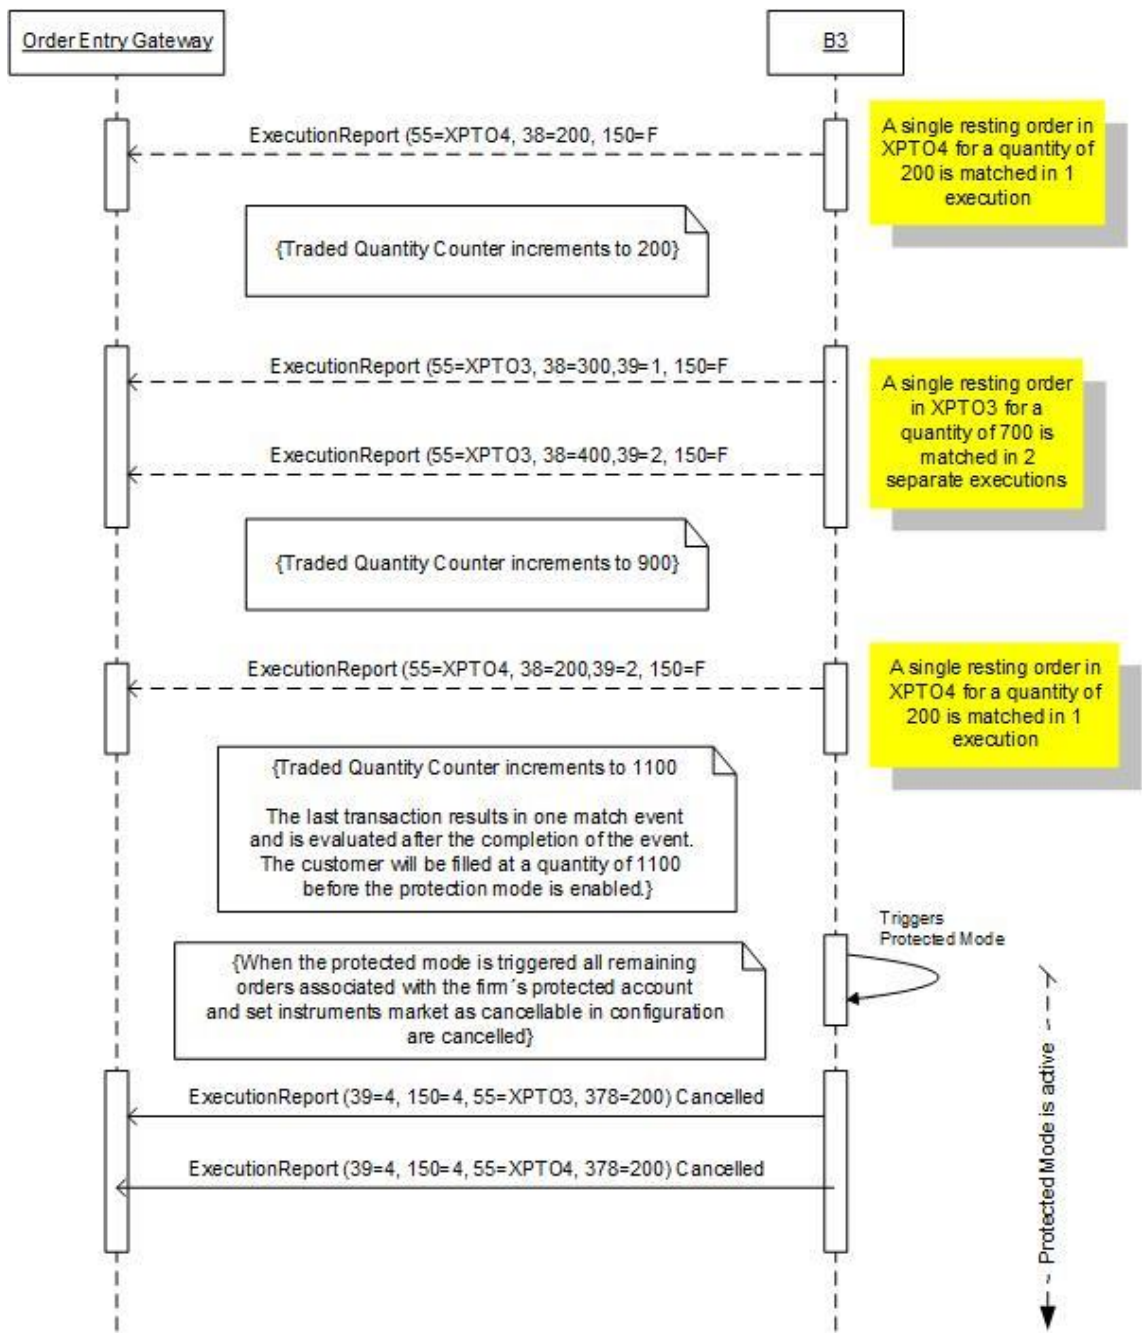 Order Entry Gateway
B3
ExecutionReport (55=XPTO4, 38=200, 150=F
A single resting order in
XPTO4 for a quantity of
200 is matched in 1
execution
{Traded Quantity Counter increments to 200}
ExecutionReport (55=XPTO3, 38=300,39=1, 150=F
A single resting order
in XPTO3 for a
quantity of 700 is
matched in 2
separate executions
ExecutionReport (55=XPTO3, 38=400,39=2, 150=F
{Traded Quantity Counter increments to 900}
ExecutionReport (55=XPTO4, 38=200,39=2, 150=F
A single resting order in
XPTO4 for a quantity of
200 is matched in 1
execution
{Traded Quantity Counter increments to 1100
The last transaction results in one match event
and is evaluated after the completion of the event.
The customer will be filled at a quantity of 1100
before the protection mode is enabled.}
Triggers
Protected Mode
{When the protected mode is triggered all remaining
orders associated with the firm´s protected account
and set instruments market as cancellable in configuration
are cancelled}
ExecutionReport (39=4, 150=4, 55=XPTO3, 378=200) Cancelled
ExecutionReport (39=4, 150=4, 55=XPTO4, 378=200) Cancelled
Protected Mode is active